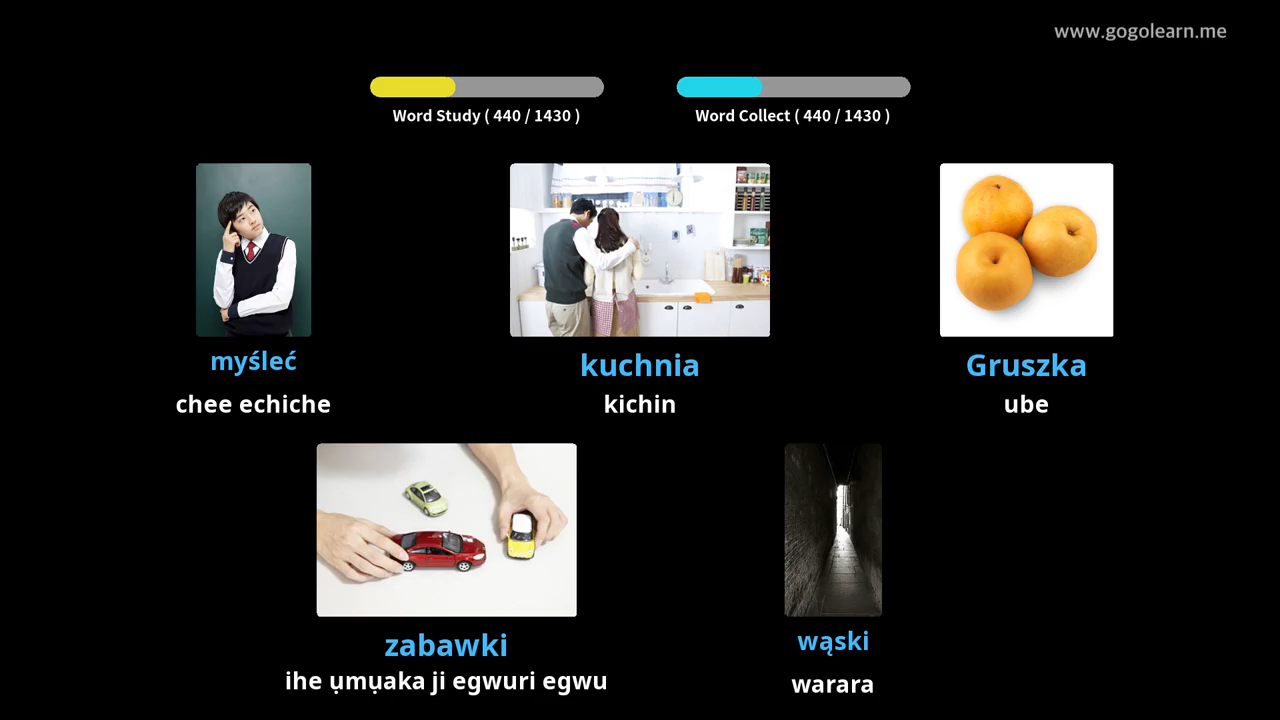 www.gogolearn.me
Word Study ( 440 / 1430 )
Word Collect ( 440 / 1430 )
myśleć
chee echiche
kuchnia
kichin
Gruszka
ube
zabawki
ihe ụmụaka ji egwuri egwu
wąski
warara